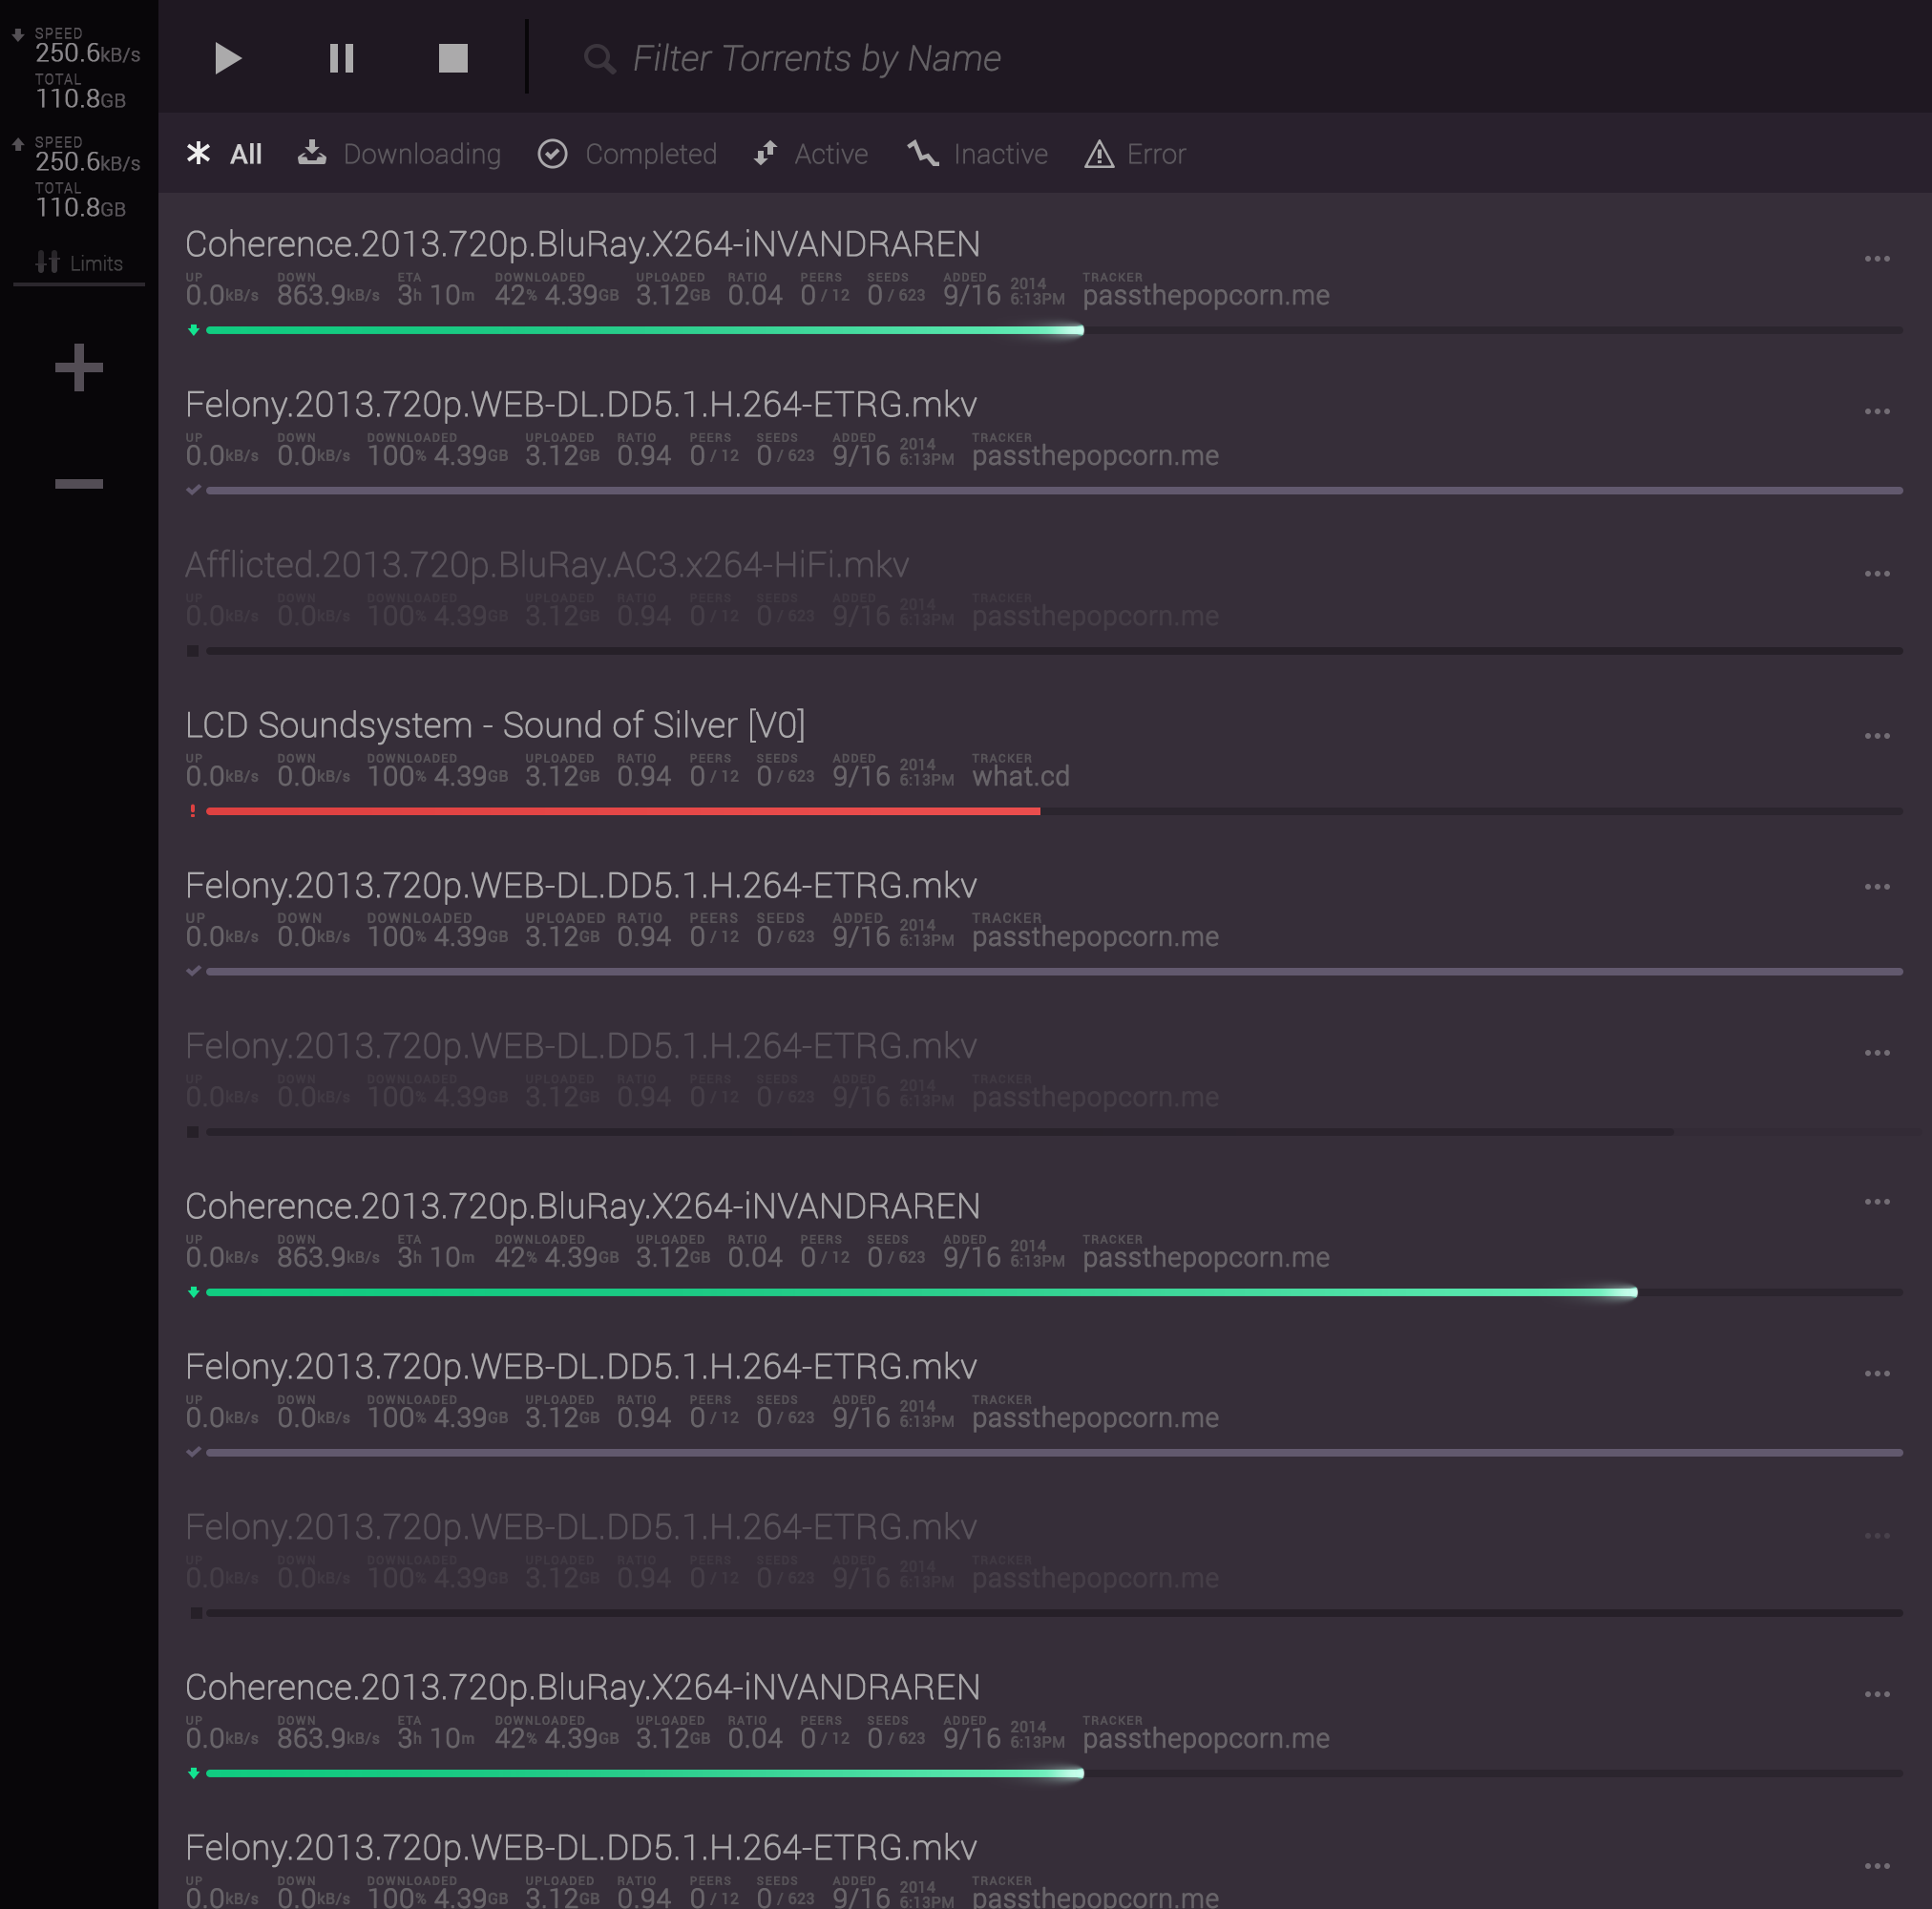 SPEED
250.6kB/s
TOTAL
110.8GB
SPEED
250.6kB/s
TOTAL
110.8GB
Limits
Filter Torrents by Name
All Downloading Completed Active Inactive Error
Coherence.2013.720p.BluRay.X264-iNVANDRAREN
UP DOWN ETA DOWNLOADED UPLOADED RATIO PEERS SEEDS ADDED TRACKER
0.0kB/s 863.9kB/s 3h 10m 42% 4.39GB 3.12GB 0.04 0 / 12 0 / 623 9/16 2014 6:13PM passthepopcorn.me
Felony.2013.720p.WEB-DL.DD5.1.H.264-ETRG.mkv
UP DOWN DOWNLOADED UPLOADED RATIO PEERS SEEDS ADDED TRACKER
0.0kB/s 0.0kB/s 100% 4.39GB 3.12GB 0.94 0 / 12 0 / 623 9/16 2014 6:13PM passthepopcorn.me
Afflicted.2013.720p.BluRay.AC3.x264-HiFi.mkv
UP DOWN DOWNLOADED UPLOADED RATIO PEERS SEEDS ADDED TRACKER
0.0kB/s 0.0kB/s 100% 4.39GB 3.12GB 0.94 0 / 12 0 / 623 9/16 2014 6:13PM passthepopcorn.me
LCD Soundsystem - Sound of Silver [V0]
UP DOWN DOWNLOADED UPLOADED RATIO PEERS SEEDS ADDED TRACKER
0.0kB/s 0.0kB/s 100% 4.39GB 3.12GB 0.94 0 / 12 0 / 623 9/16 2014 6:13PM what.cd
Felony.2013.720p.WEB-DL.DD5.1.H.264-ETRG.mkv
UP DOWN DOWNLOADED UPLOADED RATIO PEERS SEEDS ADDED TRACKER
0.0kB/s 0.0kB/s 100% 4.39GB 3.12GB 0.94 0 / 12 0 / 623 9/16 2014 6:13PM passthepopcorn.me
Felony.2013.720p.WEB-DL.DD5.1.H.264-ETRG.mkv
UP DOWN DOWNLOADED UPLOADED RATIO PEERS SEEDS ADDED TRACKER
0.0kB/s 0.0kB/s 100% 4.39GB 3.12GB 0.94 0 / 12 0 / 623 9/16 2014 6:13PM passthepopcorn.me
Coherence.2013.720p.BluRay.X264-iNVANDRAREN
UP DOWN ETA DOWNLOADED UPLOADED RATIO PEERS SEEDS ADDED TRACKER
0.0kB/s 863.9kB/s 3h 10m 42% 4.39GB 3.12GB 0.04 0 / 12 0 / 623 9/16 2014 6:13PM passthepopcorn.me
Felony.2013.720p.WEB-DL.DD5.1.H.264-ETRG.mkv
UP DOWN DOWNLOADED UPLOADED RATIO PEERS SEEDS ADDED TRACKER
0.0kB/s 0.0kB/s 100% 4.39GB 3.12GB 0.94 0 / 12 0 / 623 9/16 2014 6:13PM passthepopcorn.me
Felony.2013.720p.WEB-DL.DD5.1.H.264-ETRG.mkv
UP DOWN DOWNLOADED UPLOADED RATIO PEERS SEEDS ADDED TRACKER
0.0kB/s 0.0kB/s 100% 4.39GB 3.12GB 0.94 0 / 12 0 / 623 9/16 2014 6:13PM passthepopcorn.me
Coherence.2013.720p.BluRay.X264-iNVANDRAREN
UP DOWN ETA DOWNLOADED UPLOADED RATIO PEERS SEEDS ADDED TRACKER
0.0kB/s 863.9kB/s 3h 10m 42% 4.39GB 3.12GB 0.04 0 / 12 0 / 623 9/16 2014 6:13PM passthepopcorn.me
Felony.2013.720p.WEB-DL.DD5.1.H.264-ETRG.mkv
UP DOWN DOWNLOADED UPLOADED RATIO PEERS SEEDS ADDED TRACKER
0.0kB/s 0.0kB/s 100% 4.39GB 3.12GB 0.94 0 / 12 0 / 623 9/16 2014 6:13PM passthepopcorn.me